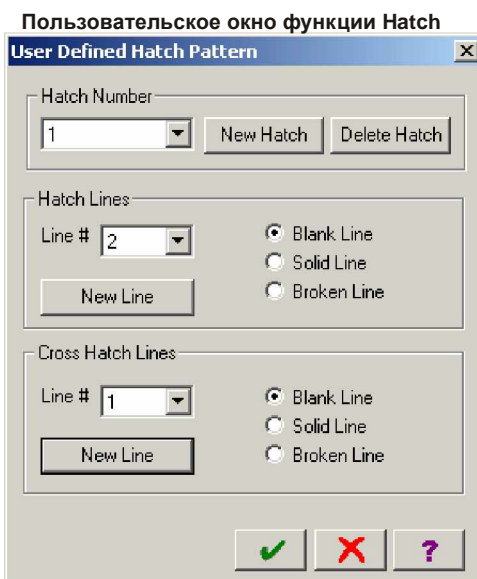 Пользовательское окно функции Hatch
User Defined Hatch Pattern
Hatch Number
1 New Hatch Delete Hatch
Hatch Lines
Line # 2
Blank Line
Solid Line
New Line
Broken Line
Cross Hatch Lines
Line # 1
Blank Line
Solid Line
New Line
Broken Line
?